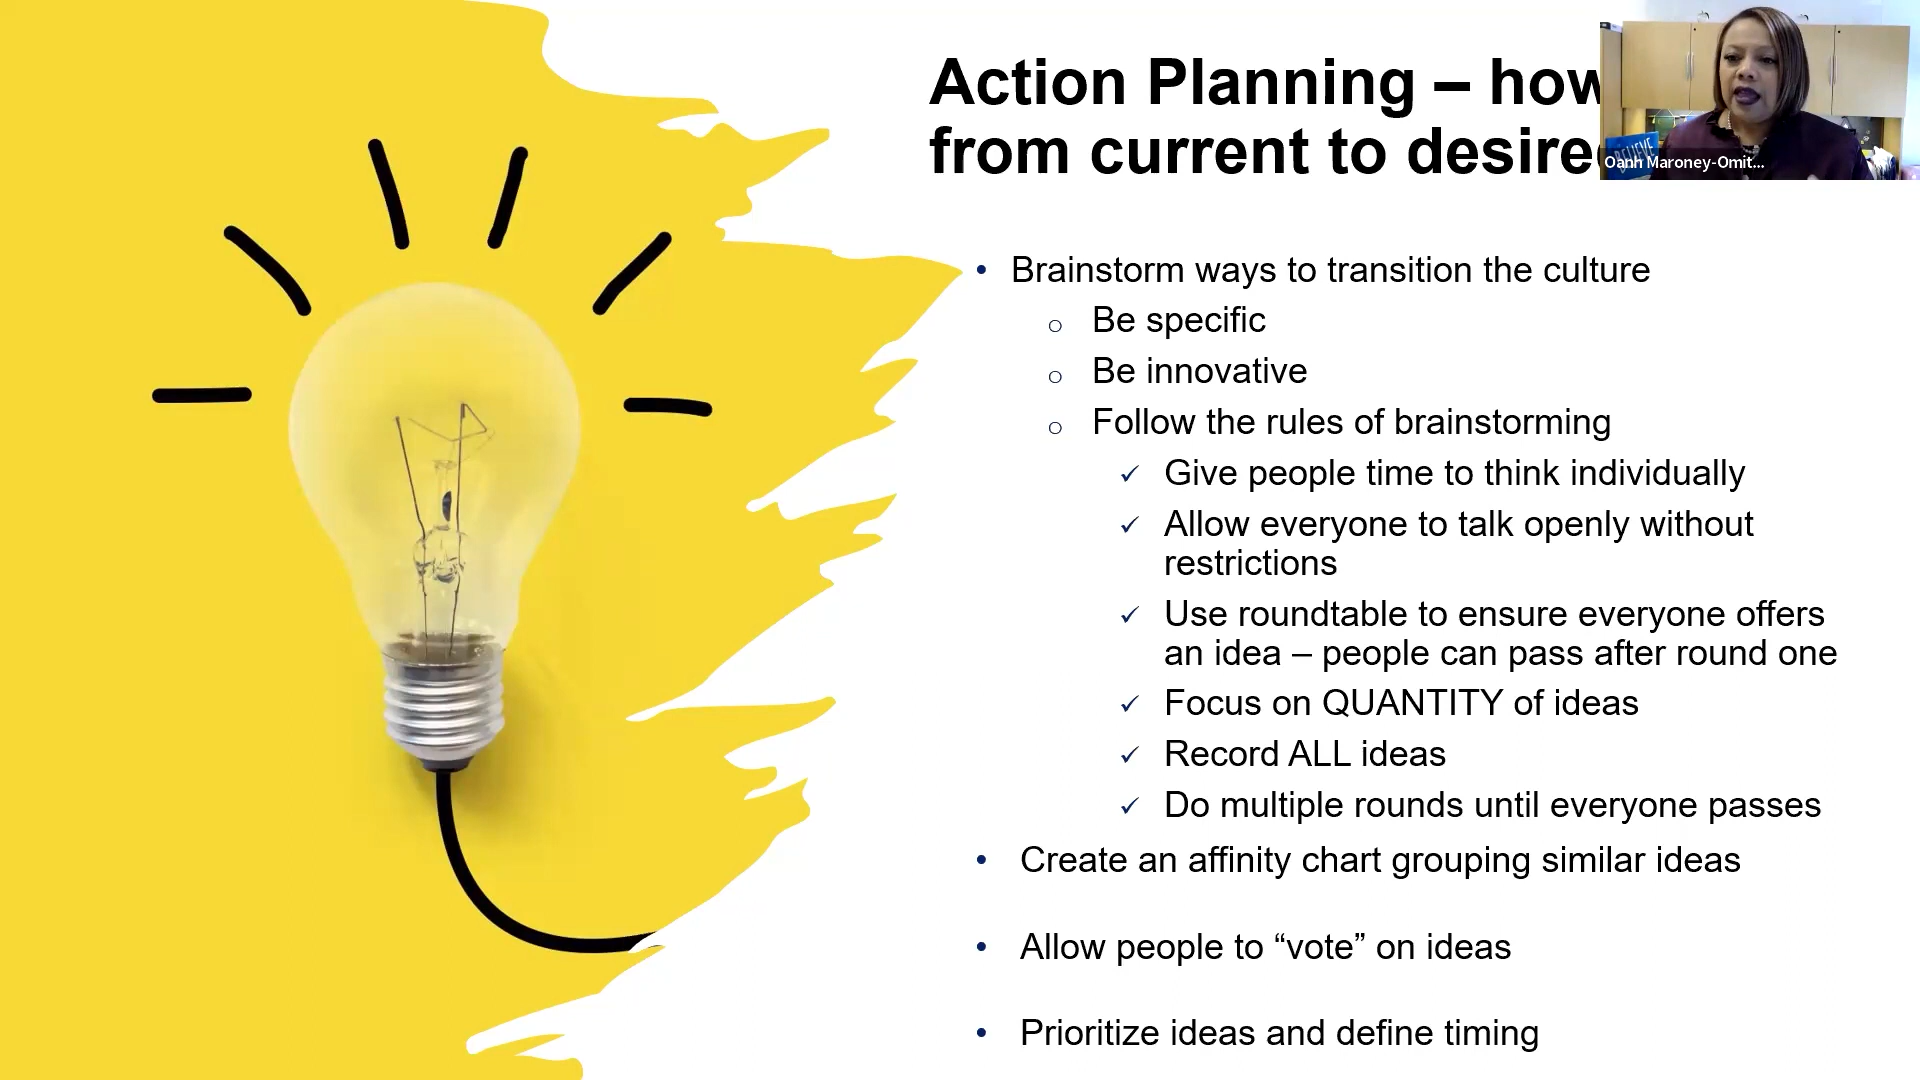 Action Planning – how
from current to desire
BELIEVE
Oanh Maroney-Omit...
• Brainstorm ways to transition the culture
o Be specific
o Be innovative
o Follow the rules of brainstorming
✓ Give people time to think individually
✓ Allow everyone to talk openly without
restrictions
✓ Use roundtable to ensure everyone offers
an idea – people can pass after round one
✓ Focus on QUANTITY of ideas
✓ Record ALL ideas
✓ Do multiple rounds until everyone passes
• Create an affinity chart grouping similar ideas
• Allow people to “vote” on ideas
• Prioritize ideas and define timing